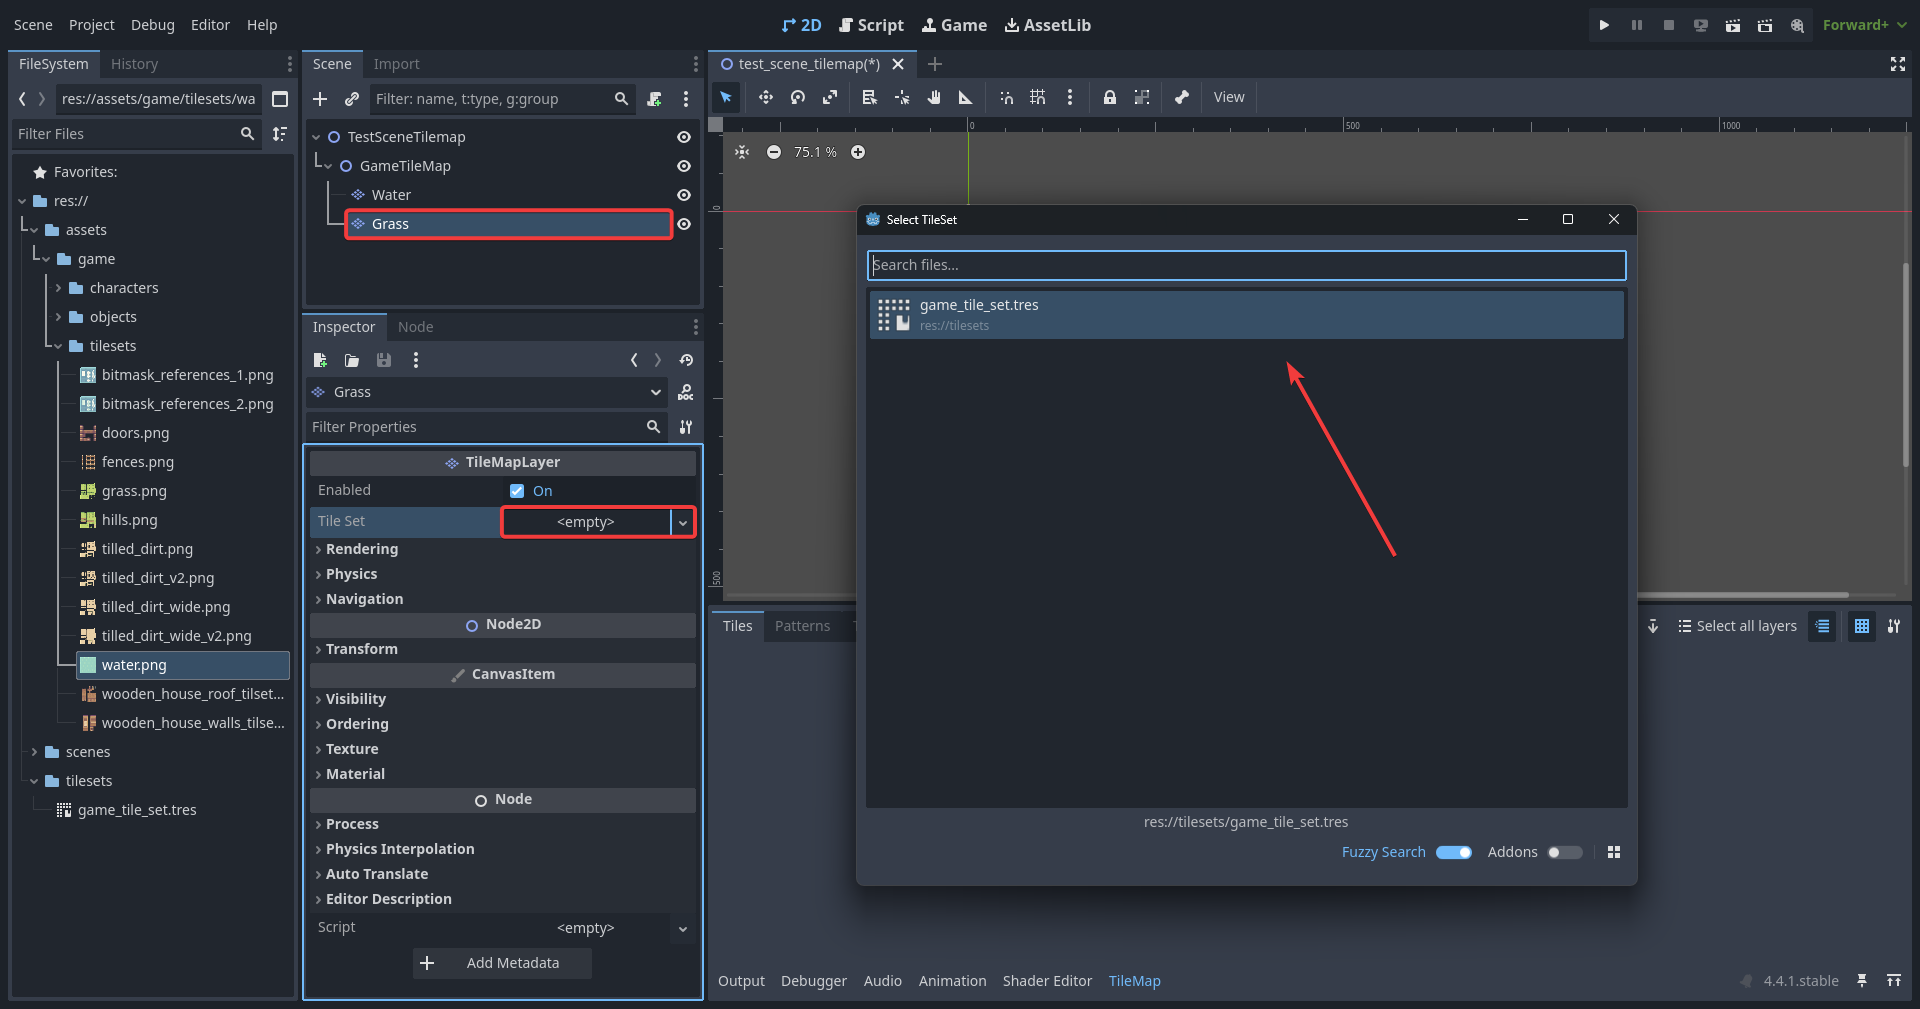 Scene Project Debug Editor Help
2D Script Game AssetLib
Forward+
FileSystem History
res://assets/game/tilesets/wa
Filter Files
Favorites:
res://
assets
game
characters
objects
tilesets
bitmask_references_1.png
bitmask_references_2.png
doors.png
fences.png
grass.png
hills.png
tilled_dirt.png
tilled_dirt_v2.png
tilled_dirt_wide.png
tilled_dirt_wide_v2.png
water.png
wooden_house_roof_tilset...
wooden_house_walls_tilse...
scenes
tilesets
game_tile_set.tres
Scene Import
Filter: name, t:type, g:group
TestSceneTilemap
GameTileMap
Water
Grass
Inspector Node
Grass
DOC
Filter Properties
TileMapLayer
Enabled On
Tile Set <empty>
Rendering
Physics
Navigation
Node2D
Transform
CanvasItem
Visibility
Ordering
Texture
Material
Node
Process
Physics Interpolation
Auto Translate
Editor Description
Script <empty>
Add Metadata
test_scene_tilemap(*)
View
0 500 1000
75.1 %
0
500
Select TileSet
Search files...
game_tile_set.tres
res://tilesets
res://tilesets/game_tile_set.tres
Fuzzy Search Addons
Tiles Patterns
Select all layers
Output Debugger Audio Animation Shader Editor TileMap
4.4.1.stable